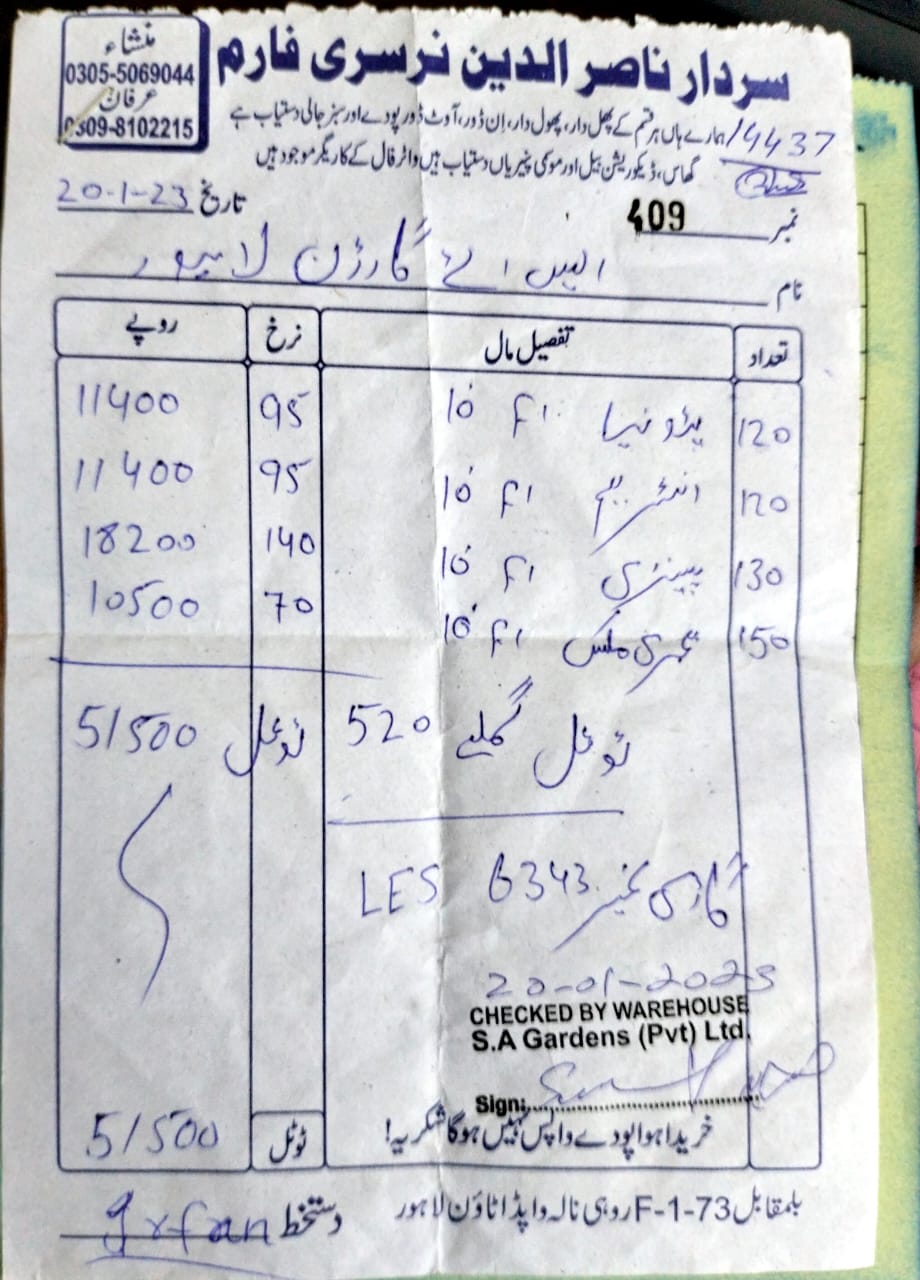 سردار ناصر الدین نرسری فارم
منشاء
0305-5069044
عرفان
0309-8102215
ہمارے ہاں ہر قسم کے پھل دار، پھول دار، اِن ڈور، آوٹ ڈور پودے اور سبز جالی دستیاب ہے
14437
گھاس، ڈیکوریشن بیل اور موسمی پنیریاں دستیاب ہیں واٹر فال کے کاریگر موجود ہیں
نمبر 409 تاریخ 20-1-23
نام ایس اے گارڈن لاہور
تعداد تفصیل مال نرخ روپے
120 پٹونیا F1 10" 95 11400
120 F1 10" 95 11400
130 پینزی F1 10" 140 18200
150 مکس F1 10" 70 10500
ٹوٹل گملے 520 ٹوٹل 51500
گاڑی نمبر LES 6343
20-01-2023
CHECKED BY WAREHOUSE
S.A Gardens (Pvt) Ltd.
Sign:
خریدا ہوا پودے واپس نہیں ہوگا شکریہ!
ٹوٹل 51500
بلمقابل F-1-73 روہی نالہ واپڈا ٹاؤن لاہور
دستخط Irfan